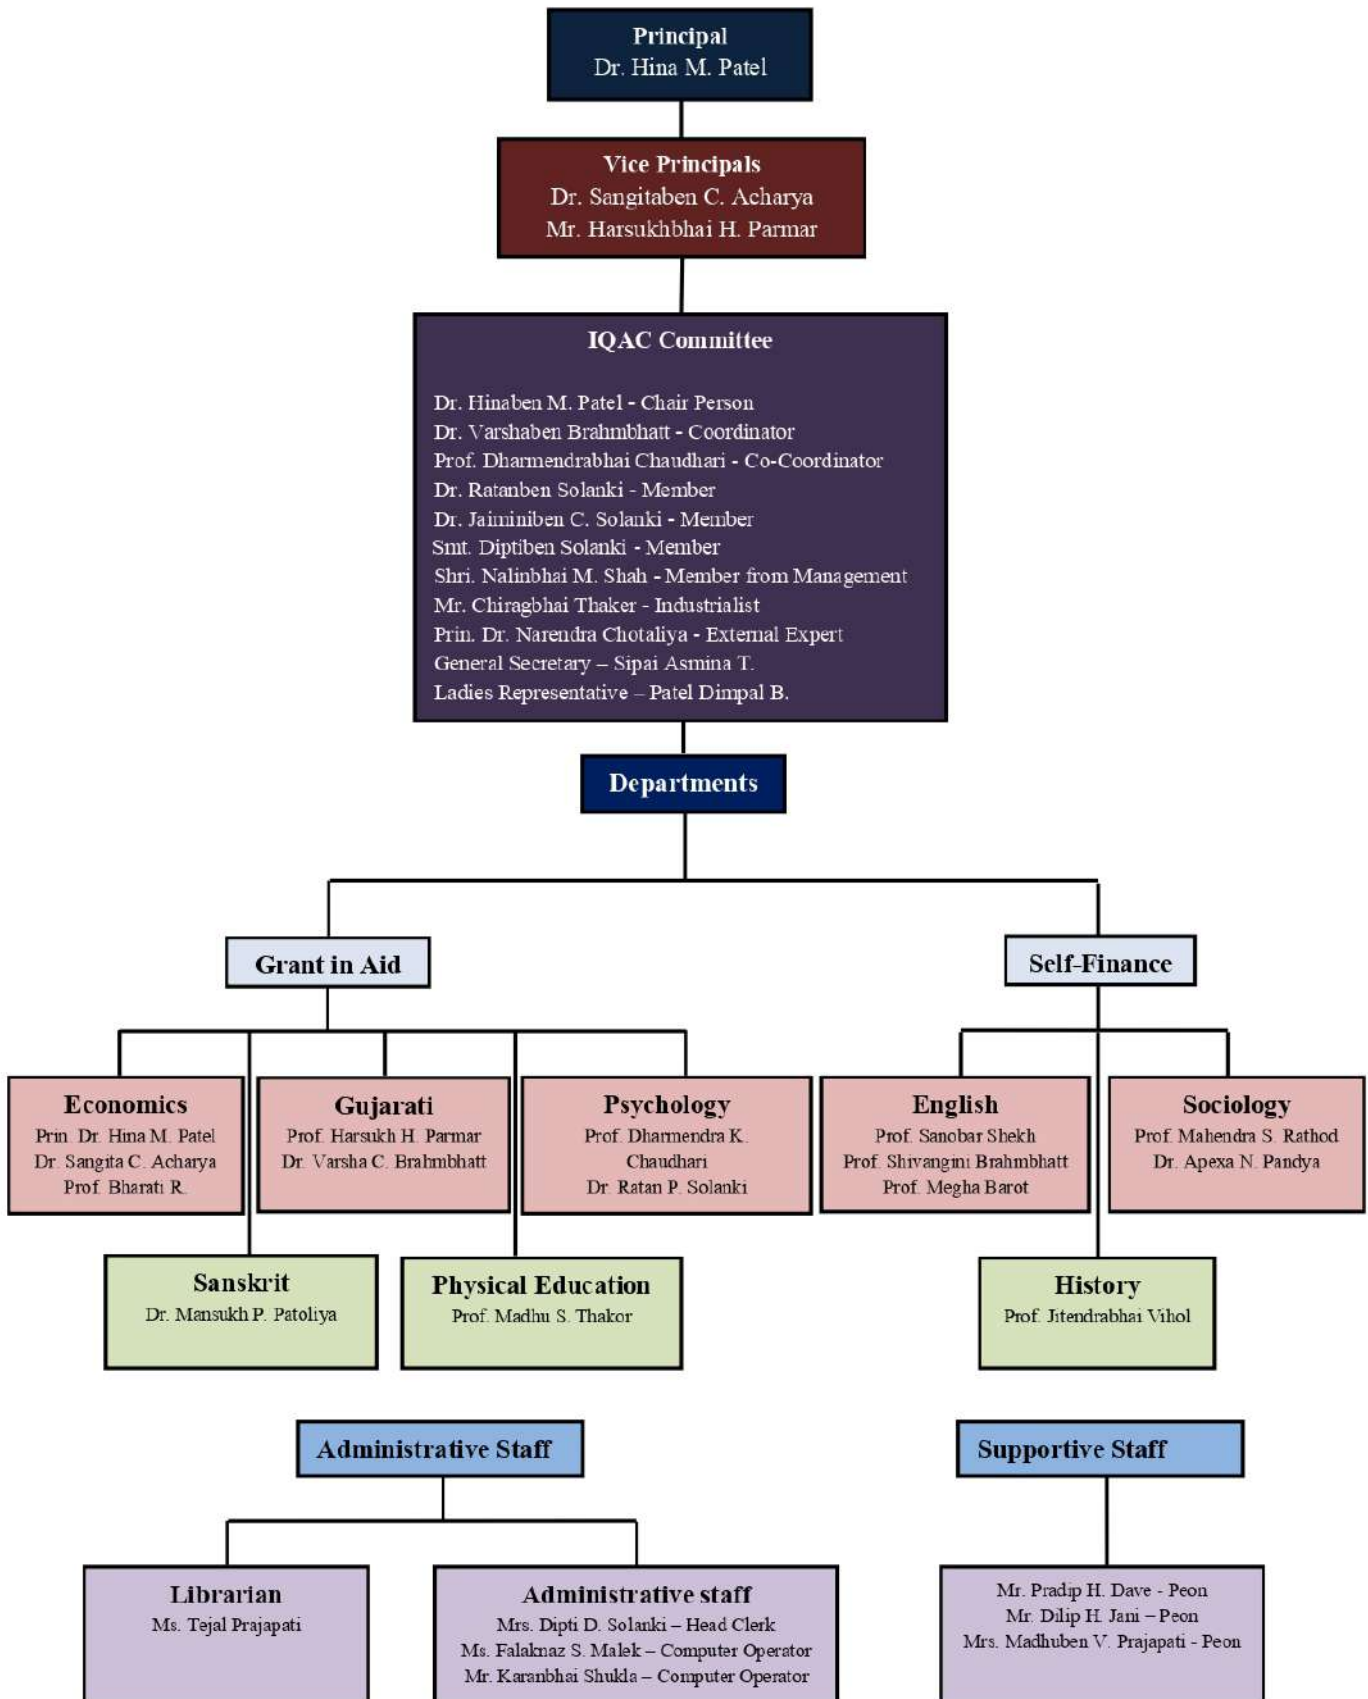 Principal
Dr. Hina M. Patel
Vice Principals
Dr. Sangitaben C. Acharya
Mr. Harsukhbhai H. Parmar
IQAC Committee
Dr. Hinaben M. Patel - Chair Person
Dr. Varshaben Brahmbhatt - Coordinator
Prof. Dharmendrabhai Chaudhari - Co-Coordinator
Dr. Ratanben Solanki - Member
Dr. Jaiminiben C. Solanki - Member
Smt. Diptiben Solanki - Member
Shri. Nalinbhai M. Shah - Member from Management
Mr. Chiragbhai Thaker - Industrialist
Prin. Dr. Narendra Chotaliya - External Expert
General Secretary – Sipai Asmina T.
Ladies Representative – Patel Dimpal B.
Departments
Grant in Aid
Self-Finance
Economics
Prin. Dr. Hina M. Patel
Dr. Sangita C. Acharya
Prof. Bharati R.
Gujarati
Prof. Harsukh H. Parmar
Dr. Varsha C. Brahmbhatt
Psychology
Prof. Dharmendra K.
Chaudhari
Dr. Ratan P. Solanki
English
Prof. Sanobar Shekh
Prof. Shivangini Brahmbhatt
Prof. Megha Barot
Sociology
Prof. Mahendra S. Rathod
Dr. Apexa N. Pandya
Sanskrit
Dr. Mansukh P. Patoliya
Physical Education
Prof. Madhu S. Thakor
History
Prof. Jitendrabhai Vihol
Administrative Staff
Supportive Staff
Librarian
Ms. Tejal Prajapati
Administrative staff
Mrs. Dipti D. Solanki – Head Clerk
Ms. Falaknaz S. Malek – Computer Operator
Mr. Karanbhai Shukla – Computer Operator
Mr. Pradip H. Dave - Peon
Mr. Dilip H. Jani – Peon
Mrs. Madhuben V. Prajapati - Peon